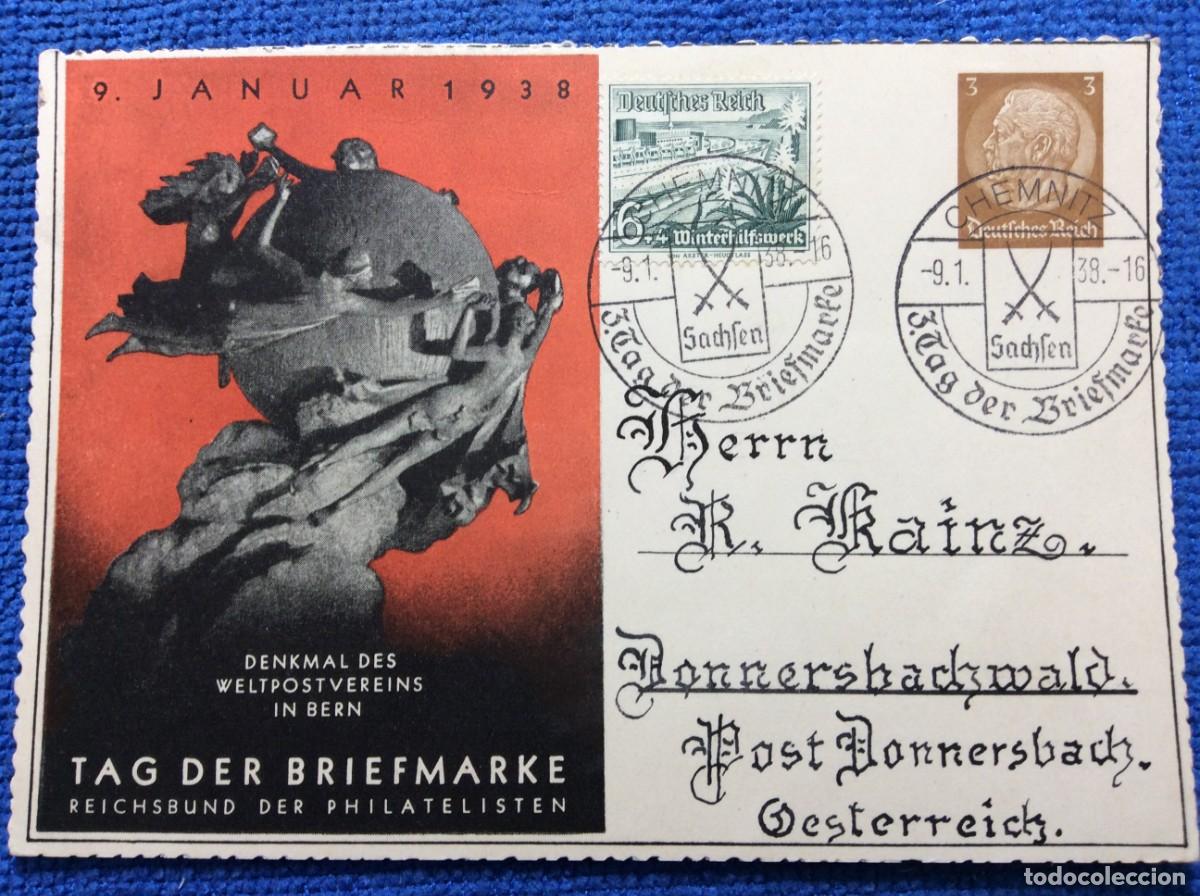 9. JANUAR 1938
DENKMAL DES
WELTPOSTVEREINS
IN BERN
TAG DER BRIEFMARKE
REICHSBUND DER PHILATELISTEN
Deutsches Reich
6+4 Winterhilfswerk
CHEMNITZ
-9.1. 38.-16
Sachsen
3. Tag der Briefmarke
3 3
Deutsches Reich
CHEMNITZ
-9.1. 38.-16
Sachsen
3. Tag der Briefmarke
Herrn
R. Kainz.
Donnersbachwald.
Post Donnersbach.
Oesterreich.
todocoleccion